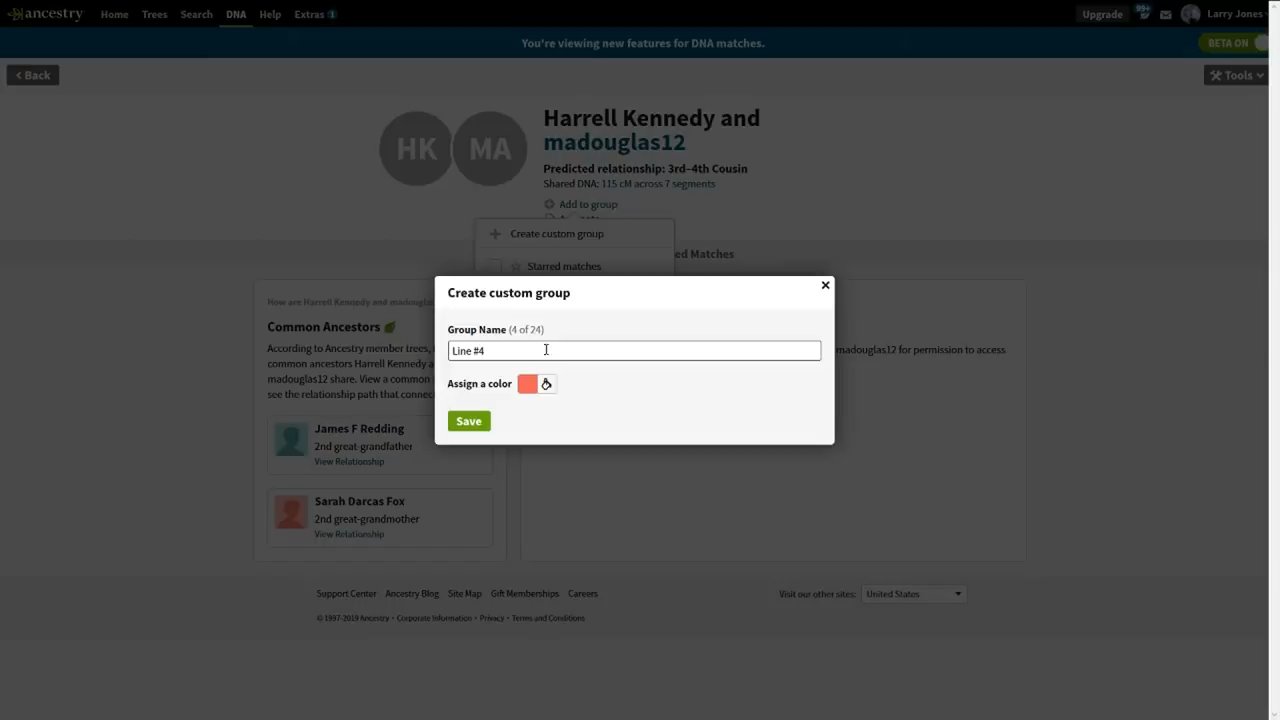 ancestry Home Trees Search DNA Help Extras 1 Upgrade 99+ Larry Jones
You're viewing new features for DNA matches. BETA ON
Back Tools
HK MA
Harrell Kennedy and
madouglas12
Predicted relationship: 3rd–4th Cousin
Shared DNA: 115 cM across 7 segments
Add to group
Create custom group
Starred matches
ed Matches
Create custom group
Group Name (4 of 24)
Line #4
Assign a color
Save
How are Harrell Kennedy and madouglas
Common Ancestors
According to Ancestry member trees,
common ancestors Harrell Kennedy a
madouglas12 share. View a common
see the relationship path that connec
James F Redding
2nd great-grandfather
View Relationship
Sarah Darcas Fox
2nd great-grandmother
View Relationship
madouglas12 for permission to access
Support Center Ancestry Blog Site Map Gift Memberships Careers
Visit our other sites: United States
© 1997-2019 Ancestry • Corporate Information • Privacy • Terms and Conditions